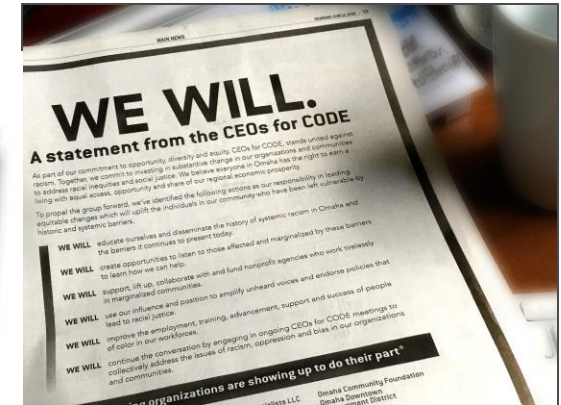 MAIN NEWS
WE WILL.
A statement from the CEOs for CODE
As part of our commitment to opportunity, diversity and equity, CEOs for CODE, stands united against
racism. Together, we commit to investing in substantive change in our organizations and communities
to address racial inequities and social justice. We believe everyone in Omaha has the right to earn a
living with equal access, opportunity and share of our regional economic prosperity.
To propel the group forward, we've identified the following actions as our responsibility in leading
equitable changes which will uplift the individuals in our community who have been left vulnerable by
historic and systemic barriers.
WE WILL educate ourselves and disseminate the history of systemic racism in Omaha and
the barriers it continues to present today.
WE WILL create opportunities to listen to those affected and marginalized by these barriers
to learn how we can help.
WE WILL support, lift up, collaborate with and fund nonprofit agencies who work tirelessly
in marginalized communities.
WE WILL use our influence and position to amplify unheard voices and endorse policies that
lead to racial justice.
WE WILL improve the employment, training, advancement, support and success of people
of color in our workforces.
WE WILL continue the conversation by engaging in ongoing CEOs for CODE meetings to
collectively address the issues of racism, oppression and bias in our organizations
and communities.
organizations are showing up to do their part*
LLC
Omaha Community Foundation
Omaha Downtown
District